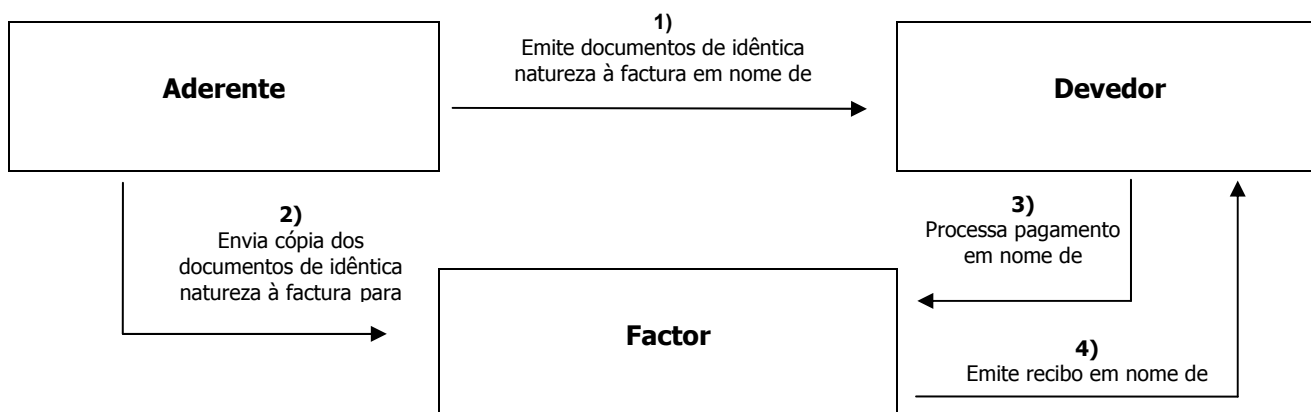 1)
Emite documentos de idêntica
natureza à factura em nome de
Aderente
Devedor
2)
Envia cópia dos
documentos de idêntica
natureza à factura para
3)
Processa pagamento
em nome de
Factor
4)
Emite recibo em nome de